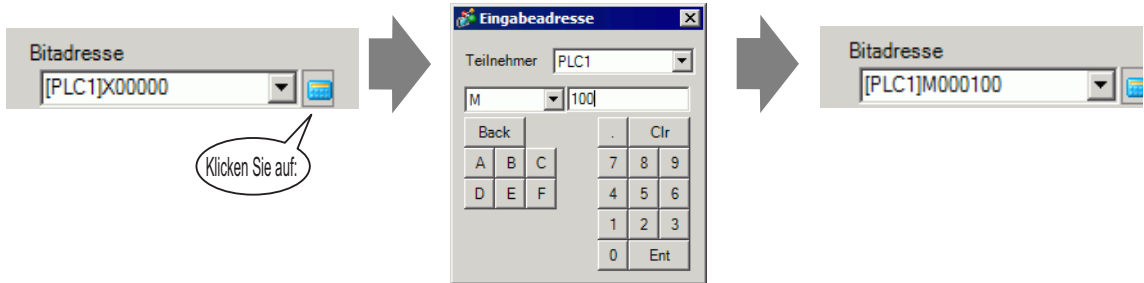 Bitadresse
[PLC1]X00000
Klicken Sie auf:
Eingabeadresse
Teilnehmer PLC1
M 100
Back . Clr
A B C 7 8 9
D E F 4 5 6
1 2 3
0 Ent
Bitadresse
[PLC1]M000100